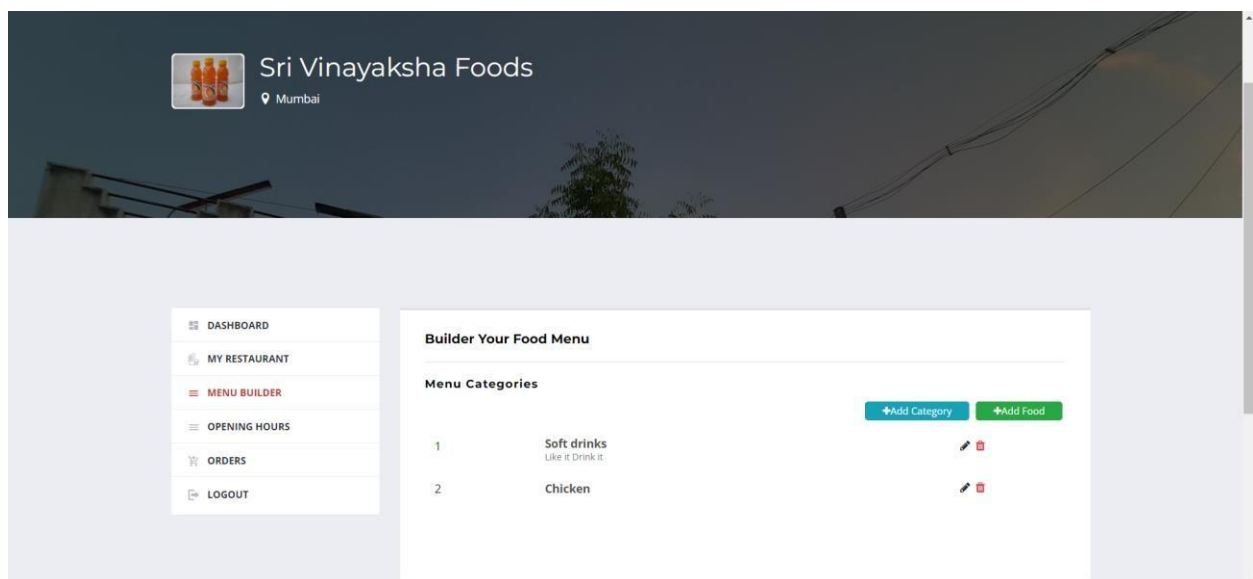 Sri Vinayaksha Foods
Mumbai
DASHBOARD
MY RESTAURANT
MENU BUILDER
OPENING HOURS
ORDERS
LOGOUT
Builder Your Food Menu
Menu Categories
+Add Category +Add Food
1 Soft drinks
Like it Drink it
2 Chicken